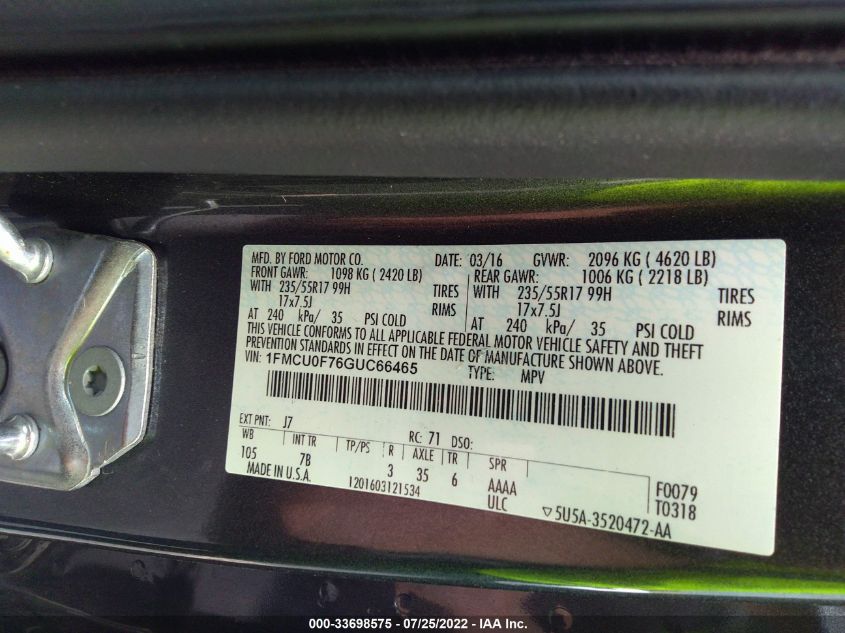 MFD. BY FORD MOTOR CO. DATE: 03/16 GVWR: 2096 KG ( 4620 LB)
FRONT GAWR: 1098 KG ( 2420 LB) REAR GAWR: 1006 KG ( 2218 LB)
WITH 235/55R17 99H TIRES WITH 235/55R17 99H TIRES
17x7.5J RIMS 17x7.5J RIMS
AT 240 kPa/ 35 PSI COLD AT 240 kPa/ 35 PSI COLD
THIS VEHICLE CONFORMS TO ALL APPLICABLE FEDERAL MOTOR VEHICLE SAFETY AND THEFT
PREVENTION STANDARDS IN EFFECT ON THE DATE OF MANUFACTURE SHOWN ABOVE.
VIN: 1FMCU0F76GUC66465 TYPE: MPV
EXT PNT: J7 RC: 71 DSO:
WB INT TR TP/PS R AXLE TR SPR
105 7B 3 35 6 AAAA F0079
MADE IN U.S.A. 1201603121534 ULC ▽5U5A-3520472-AA T0318
000-33698575 / 07/25/2022 - IAA Inc.